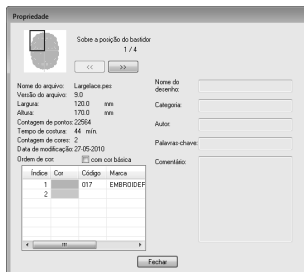 Propriedade
Sobre a posição do bastidor
1 / 4
<< >>
Nome do arquivo: Largelace.pes
Versão do arquivo: 9.0
Largura: 120.0 mm
Altura: 170.0 mm
Contagem de pontos: 22564
Tempo de costura: 44 min.
Contagem de cores: 2
Data de modificação: 27-05-2010
Ordem de cor. com cor básica
Índice Cor Código Marca
1 017 EMBROIDEF
2
Nome do desenho:
Categoria:
Autor:
Palavras-chave:
Comentário:
Fechar